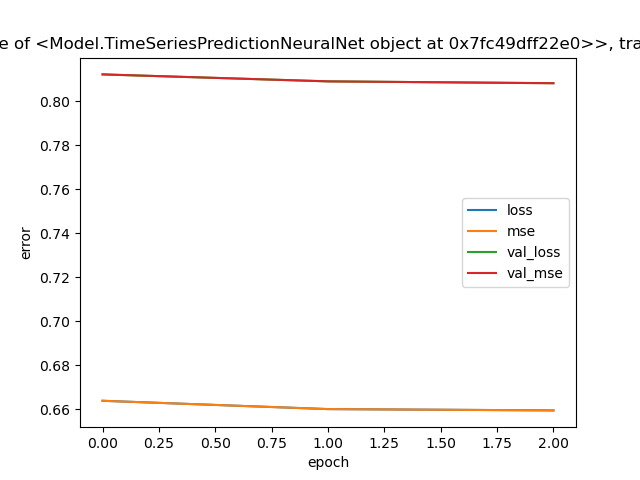 e of <Model.TimeSeriesPredictionNeuralNet object at 0x7fc49dff22e0>>, tra
0.80
0.78
0.76
0.74
0.72
0.70
0.68
0.66
error
loss
mse
val_loss
val_mse
0.00 0.25 0.50 0.75 1.00 1.25 1.50 1.75 2.00
epoch